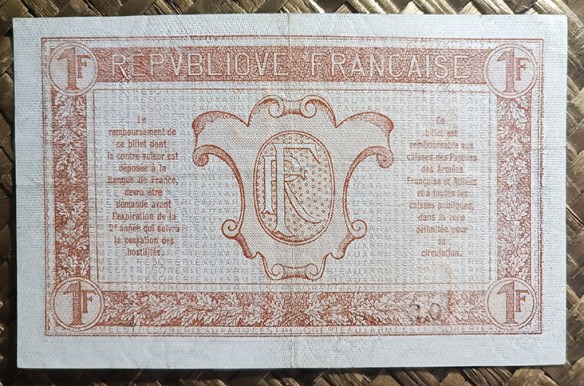 1F
REPVBLIQVE FRANÇAISE
1F
Le
remboursement de
ce billet dont
la contre-valeur est
déposée à la
Banque de France,
devra être
demandé avant
l'expiration de la
2e année qui suivra
la cessation des
hostilités.
RF
Ce
billet est
remboursable aux
Caisses des Payeurs
des Armées
Française et Alliées
et à toutes les
caisses publiques,
dans la zone
délimitée pour
sa
circulation.
1F
1F